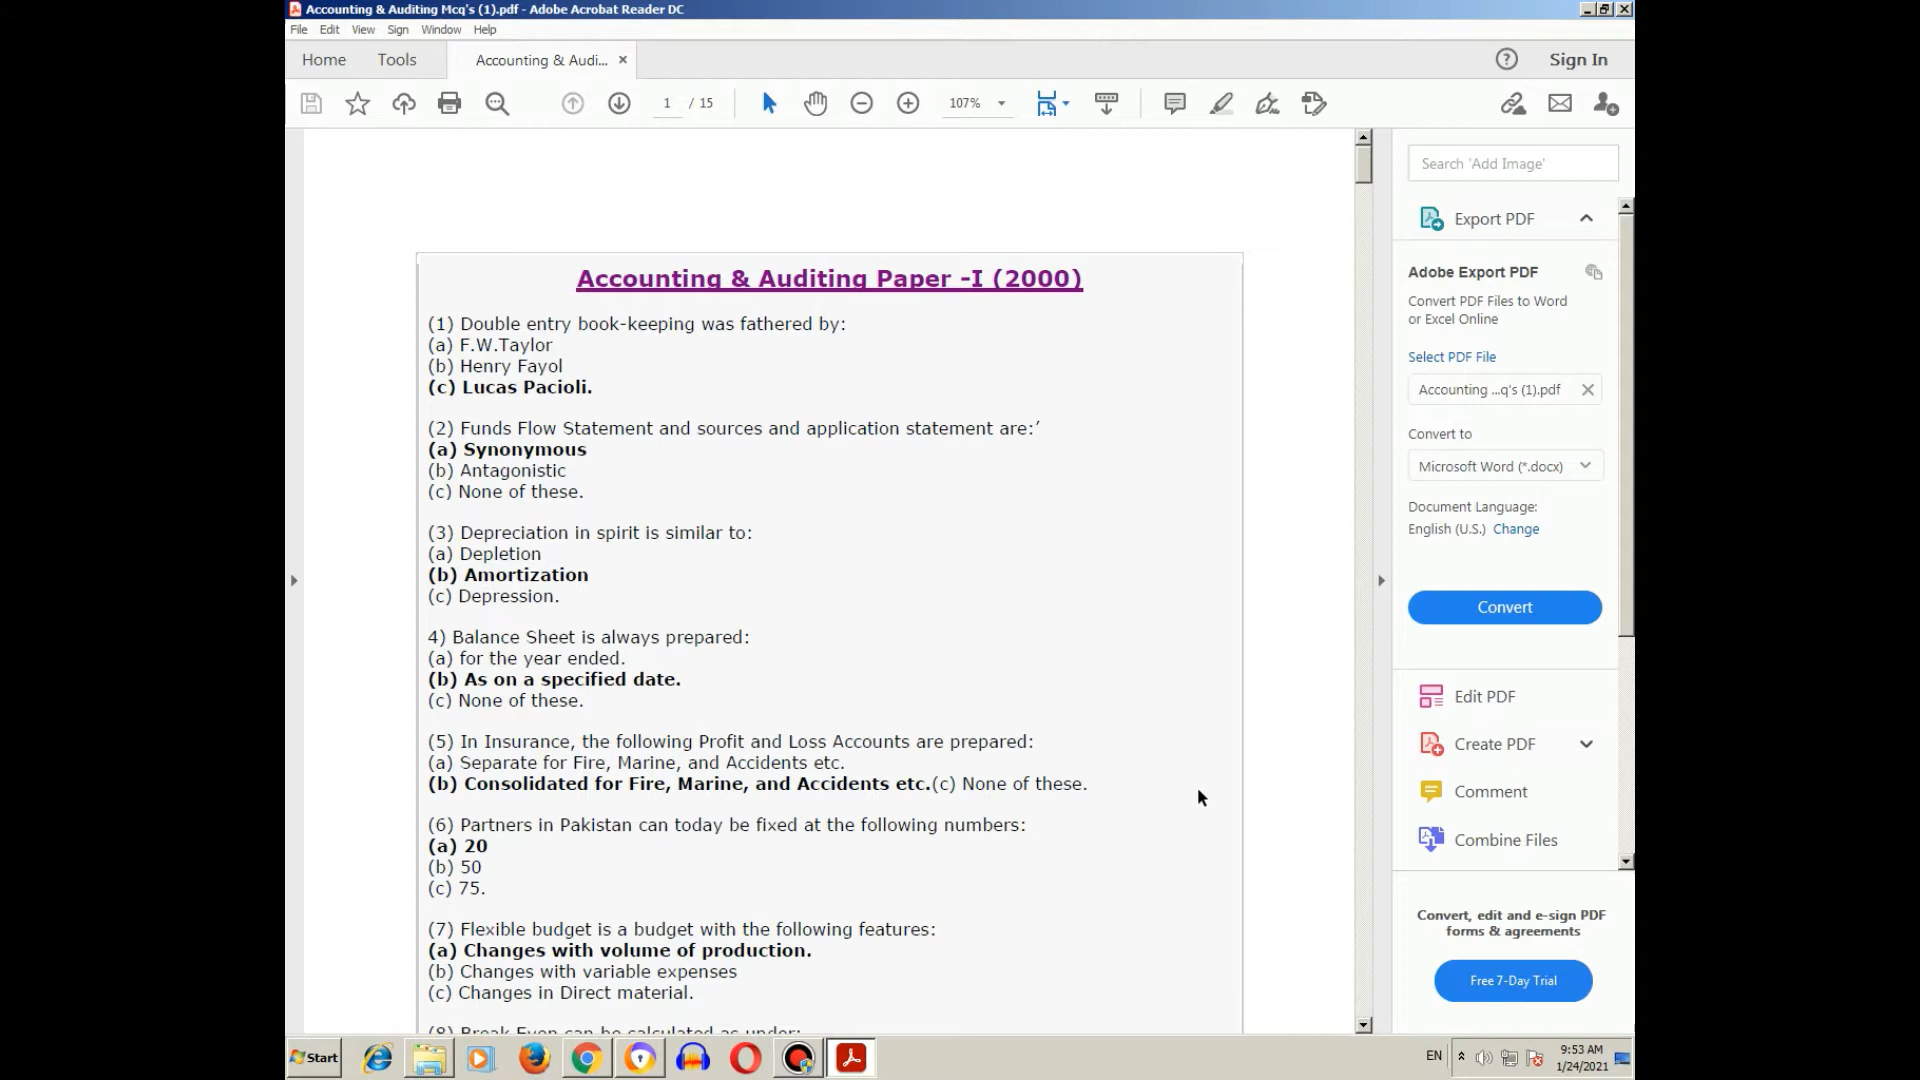 Accounting & Auditing Mcq's (1).pdf - Adobe Acrobat Reader DC
File Edit View Sign Window Help
Home Tools Accounting & Audi... × Sign In
1 / 15 107%
Search 'Add Image'
Export PDF
Adobe Export PDF
Convert PDF Files to Word
or Excel Online
Select PDF File
Accounting ...q's (1).pdf
Convert to
Microsoft Word (*.docx)
Document Language:
English (U.S.) Change
Convert
Edit PDF
Create PDF
Comment
Combine Files
Convert, edit and e-sign PDF
forms & agreements
Free 7-Day Trial
Accounting & Auditing Paper -I (2000)
(1) Double entry book-keeping was fathered by:
(a) F.W.Taylor
(b) Henry Fayol
(c) Lucas Pacioli.
(2) Funds Flow Statement and sources and application statement are:’
(a) Synonymous
(b) Antagonistic
(c) None of these.
(3) Depreciation in spirit is similar to:
(a) Depletion
(b) Amortization
(c) Depression.
4) Balance Sheet is always prepared:
(a) for the year ended.
(b) As on a specified date.
(c) None of these.
(5) In Insurance, the following Profit and Loss Accounts are prepared:
(a) Separate for Fire, Marine, and Accidents etc.
(b) Consolidated for Fire, Marine, and Accidents etc.(c) None of these.
(6) Partners in Pakistan can today be fixed at the following numbers:
(a) 20
(b) 50
(c) 75.
(7) Flexible budget is a budget with the following features:
(a) Changes with volume of production.
(b) Changes with variable expenses
(c) Changes in Direct material.
(8) Break Even can be calculated as under:
Start EN 9:53 AM
1/24/2021